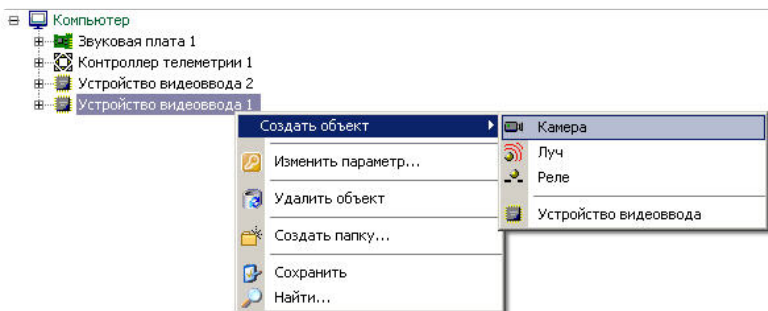 Компьютер
Звуковая плата 1
Контроллер телеметрии 1
Устройство видеоввода 2
Устройство видеоввода 1
Создать объект
Камера
Луч
Изменить параметр...
Реле
Удалить объект
Устройство видеоввода
Создать папку...
Сохранить
Найти...